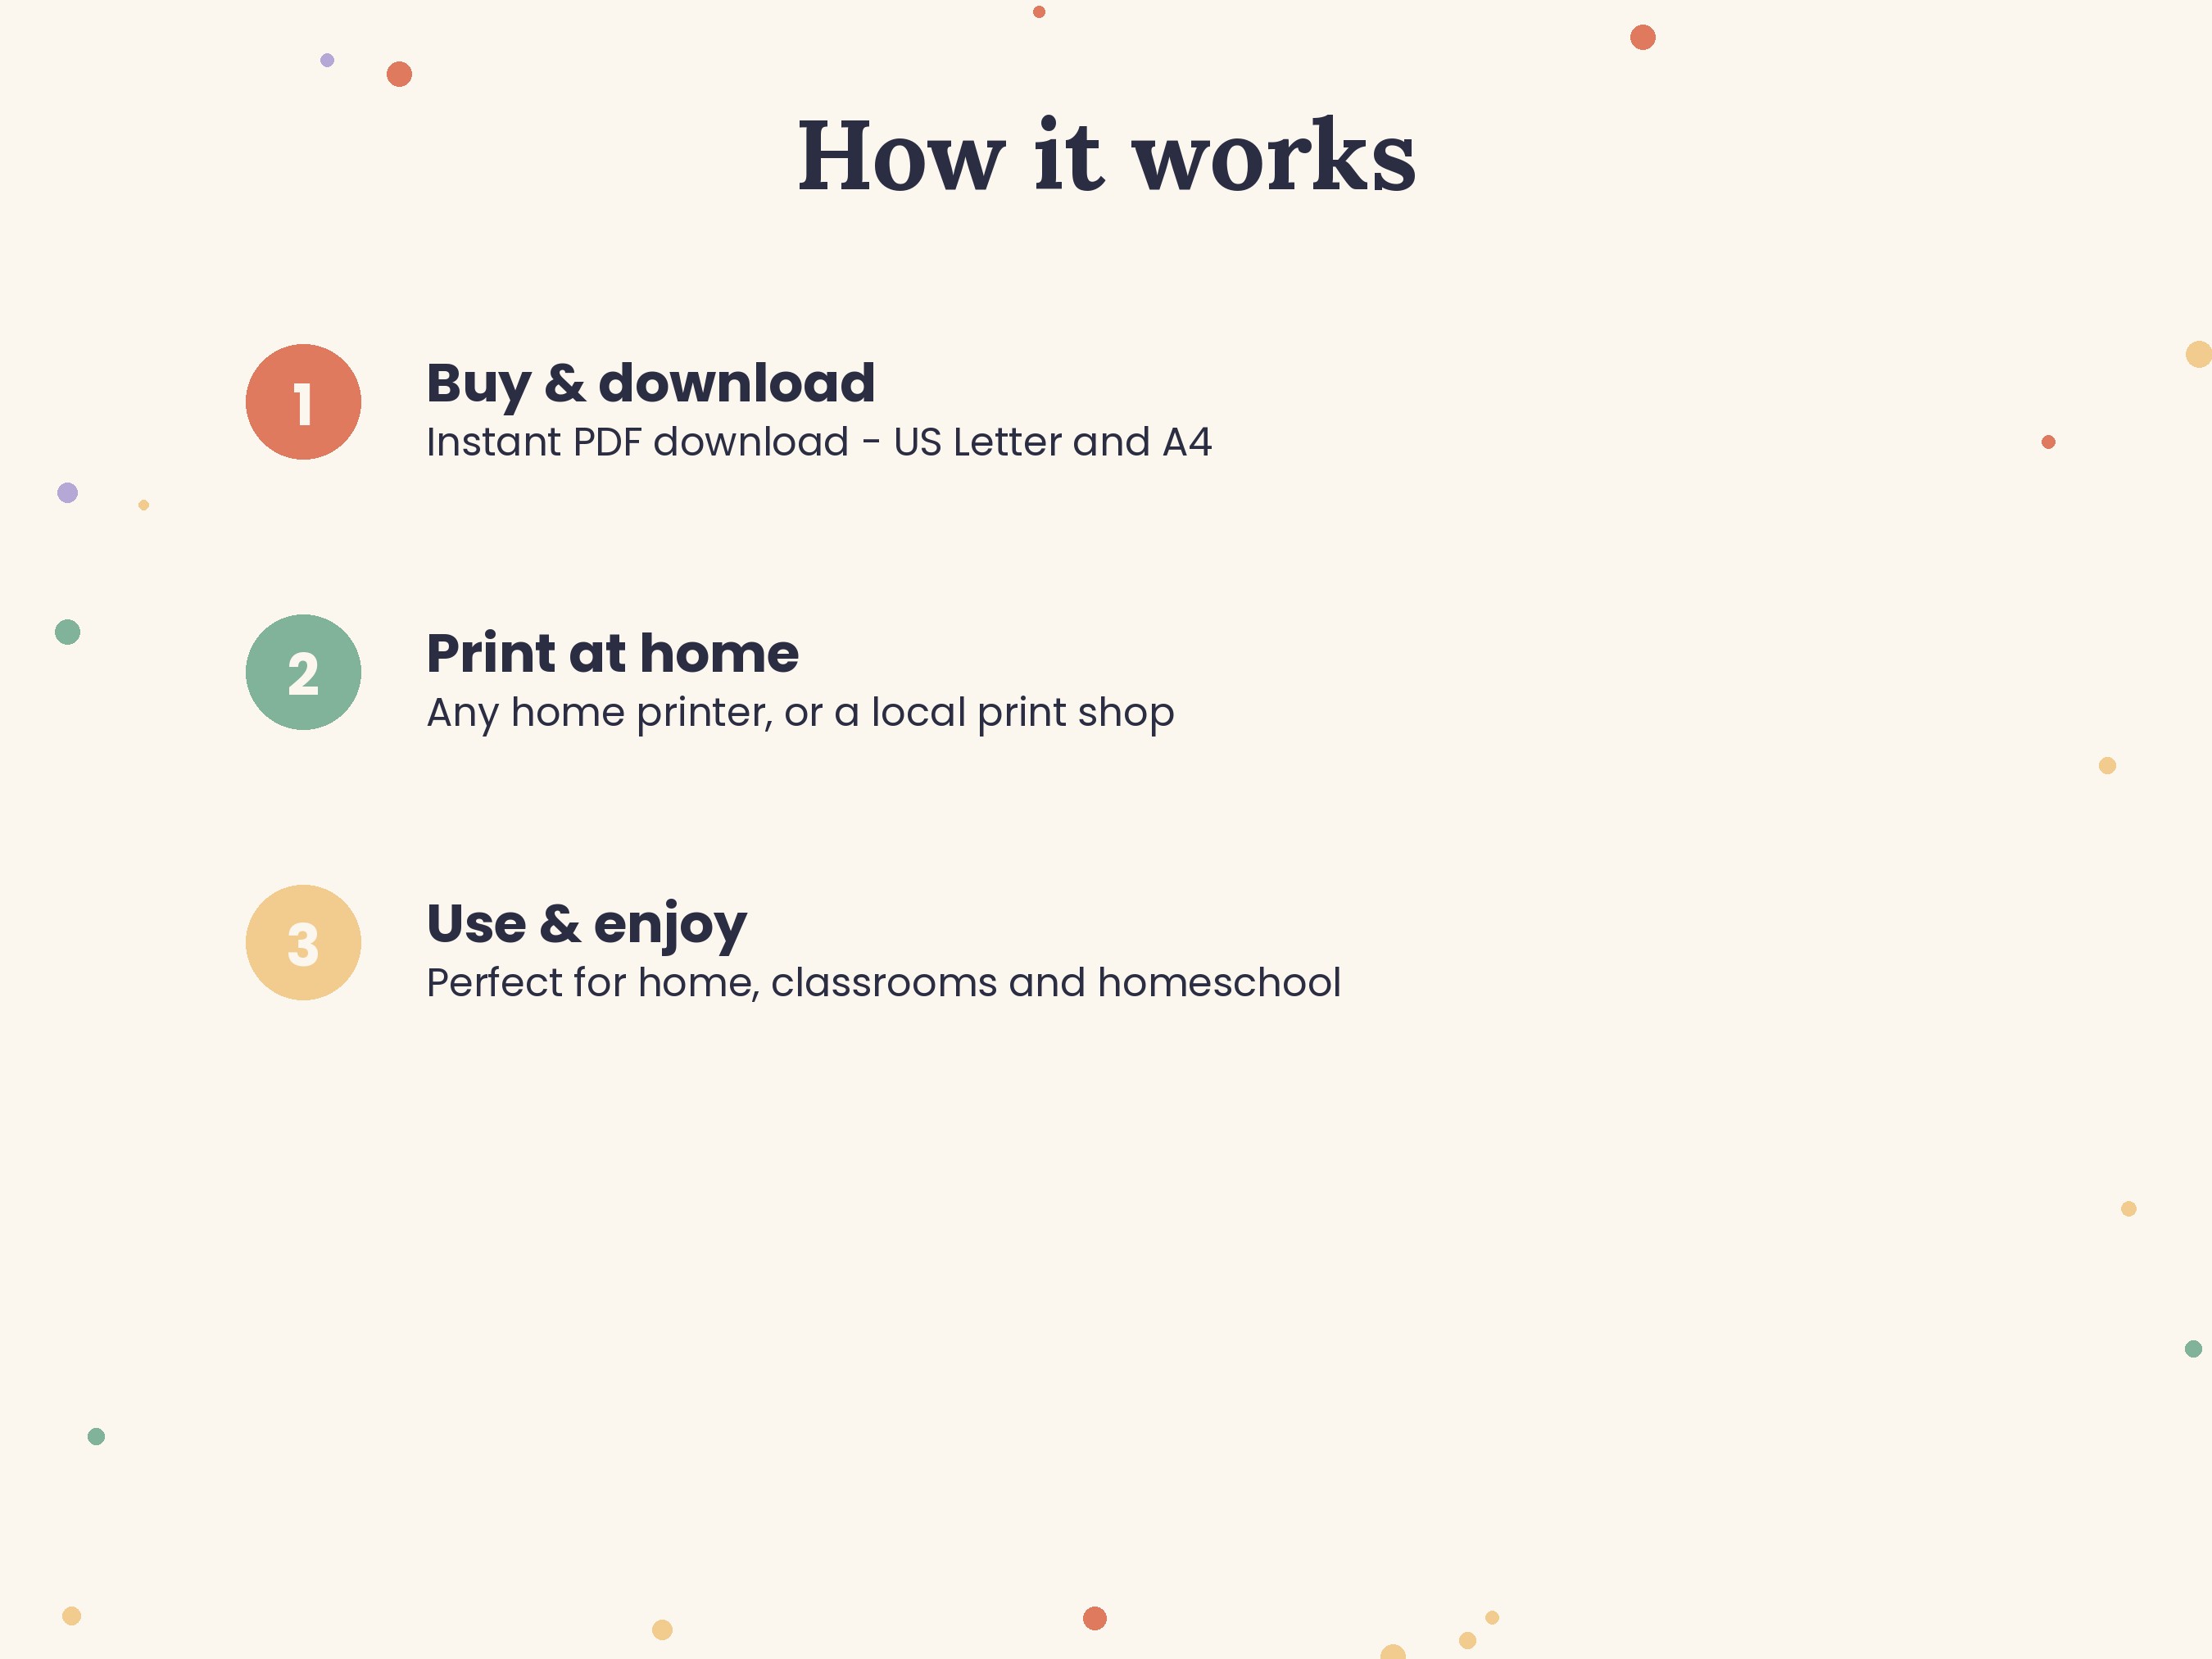 How it works
1
Buy & download
Instant PDF download - US Letter and A4
2
Print at home
Any home printer, or a local print shop
3
Use & enjoy
Perfect for home, classrooms and homeschool